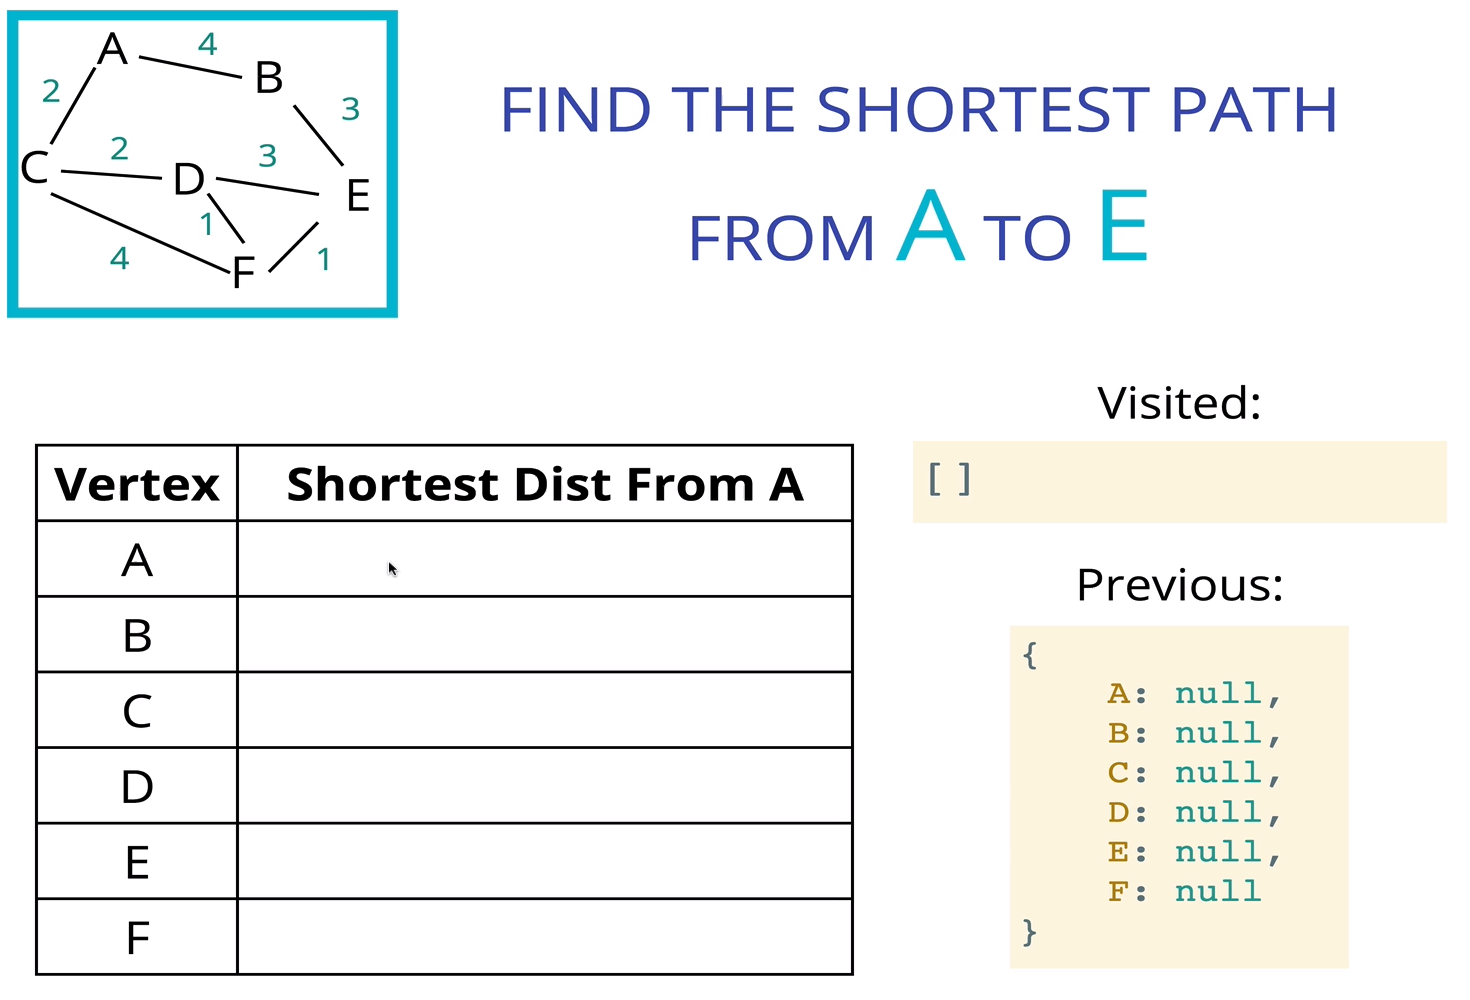 A
4
B
2
3
C
2
D
3
E
1
4
F
1
FIND THE SHORTEST PATH
FROM A TO E
Visited:
[ ]
Vertex Shortest Dist From A
A
B
C
D
E
F
Previous:
{
A: null,
B: null,
C: null,
D: null,
E: null,
F: null
}